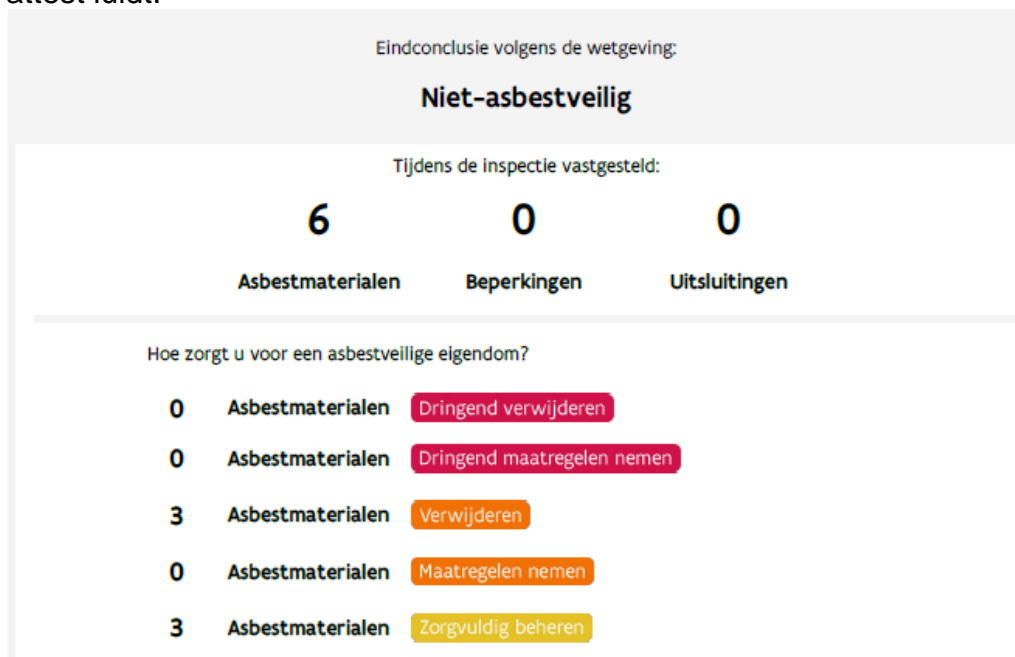 attest luidt:
Eindconclusie volgens de wetgeving:
Niet-asbestveilig
Tijdens de inspectie vastgesteld:
6 0 0
Asbestmaterialen Beperkingen Uitsluitingen
Hoe zorgt u voor een asbestveilige eigendom?
0 Asbestmaterialen Dringend verwijderen
0 Asbestmaterialen Dringend maatregelen nemen
3 Asbestmaterialen Verwijderen
0 Asbestmaterialen Maatregelen nemen
3 Asbestmaterialen Zorgvuldig beheren